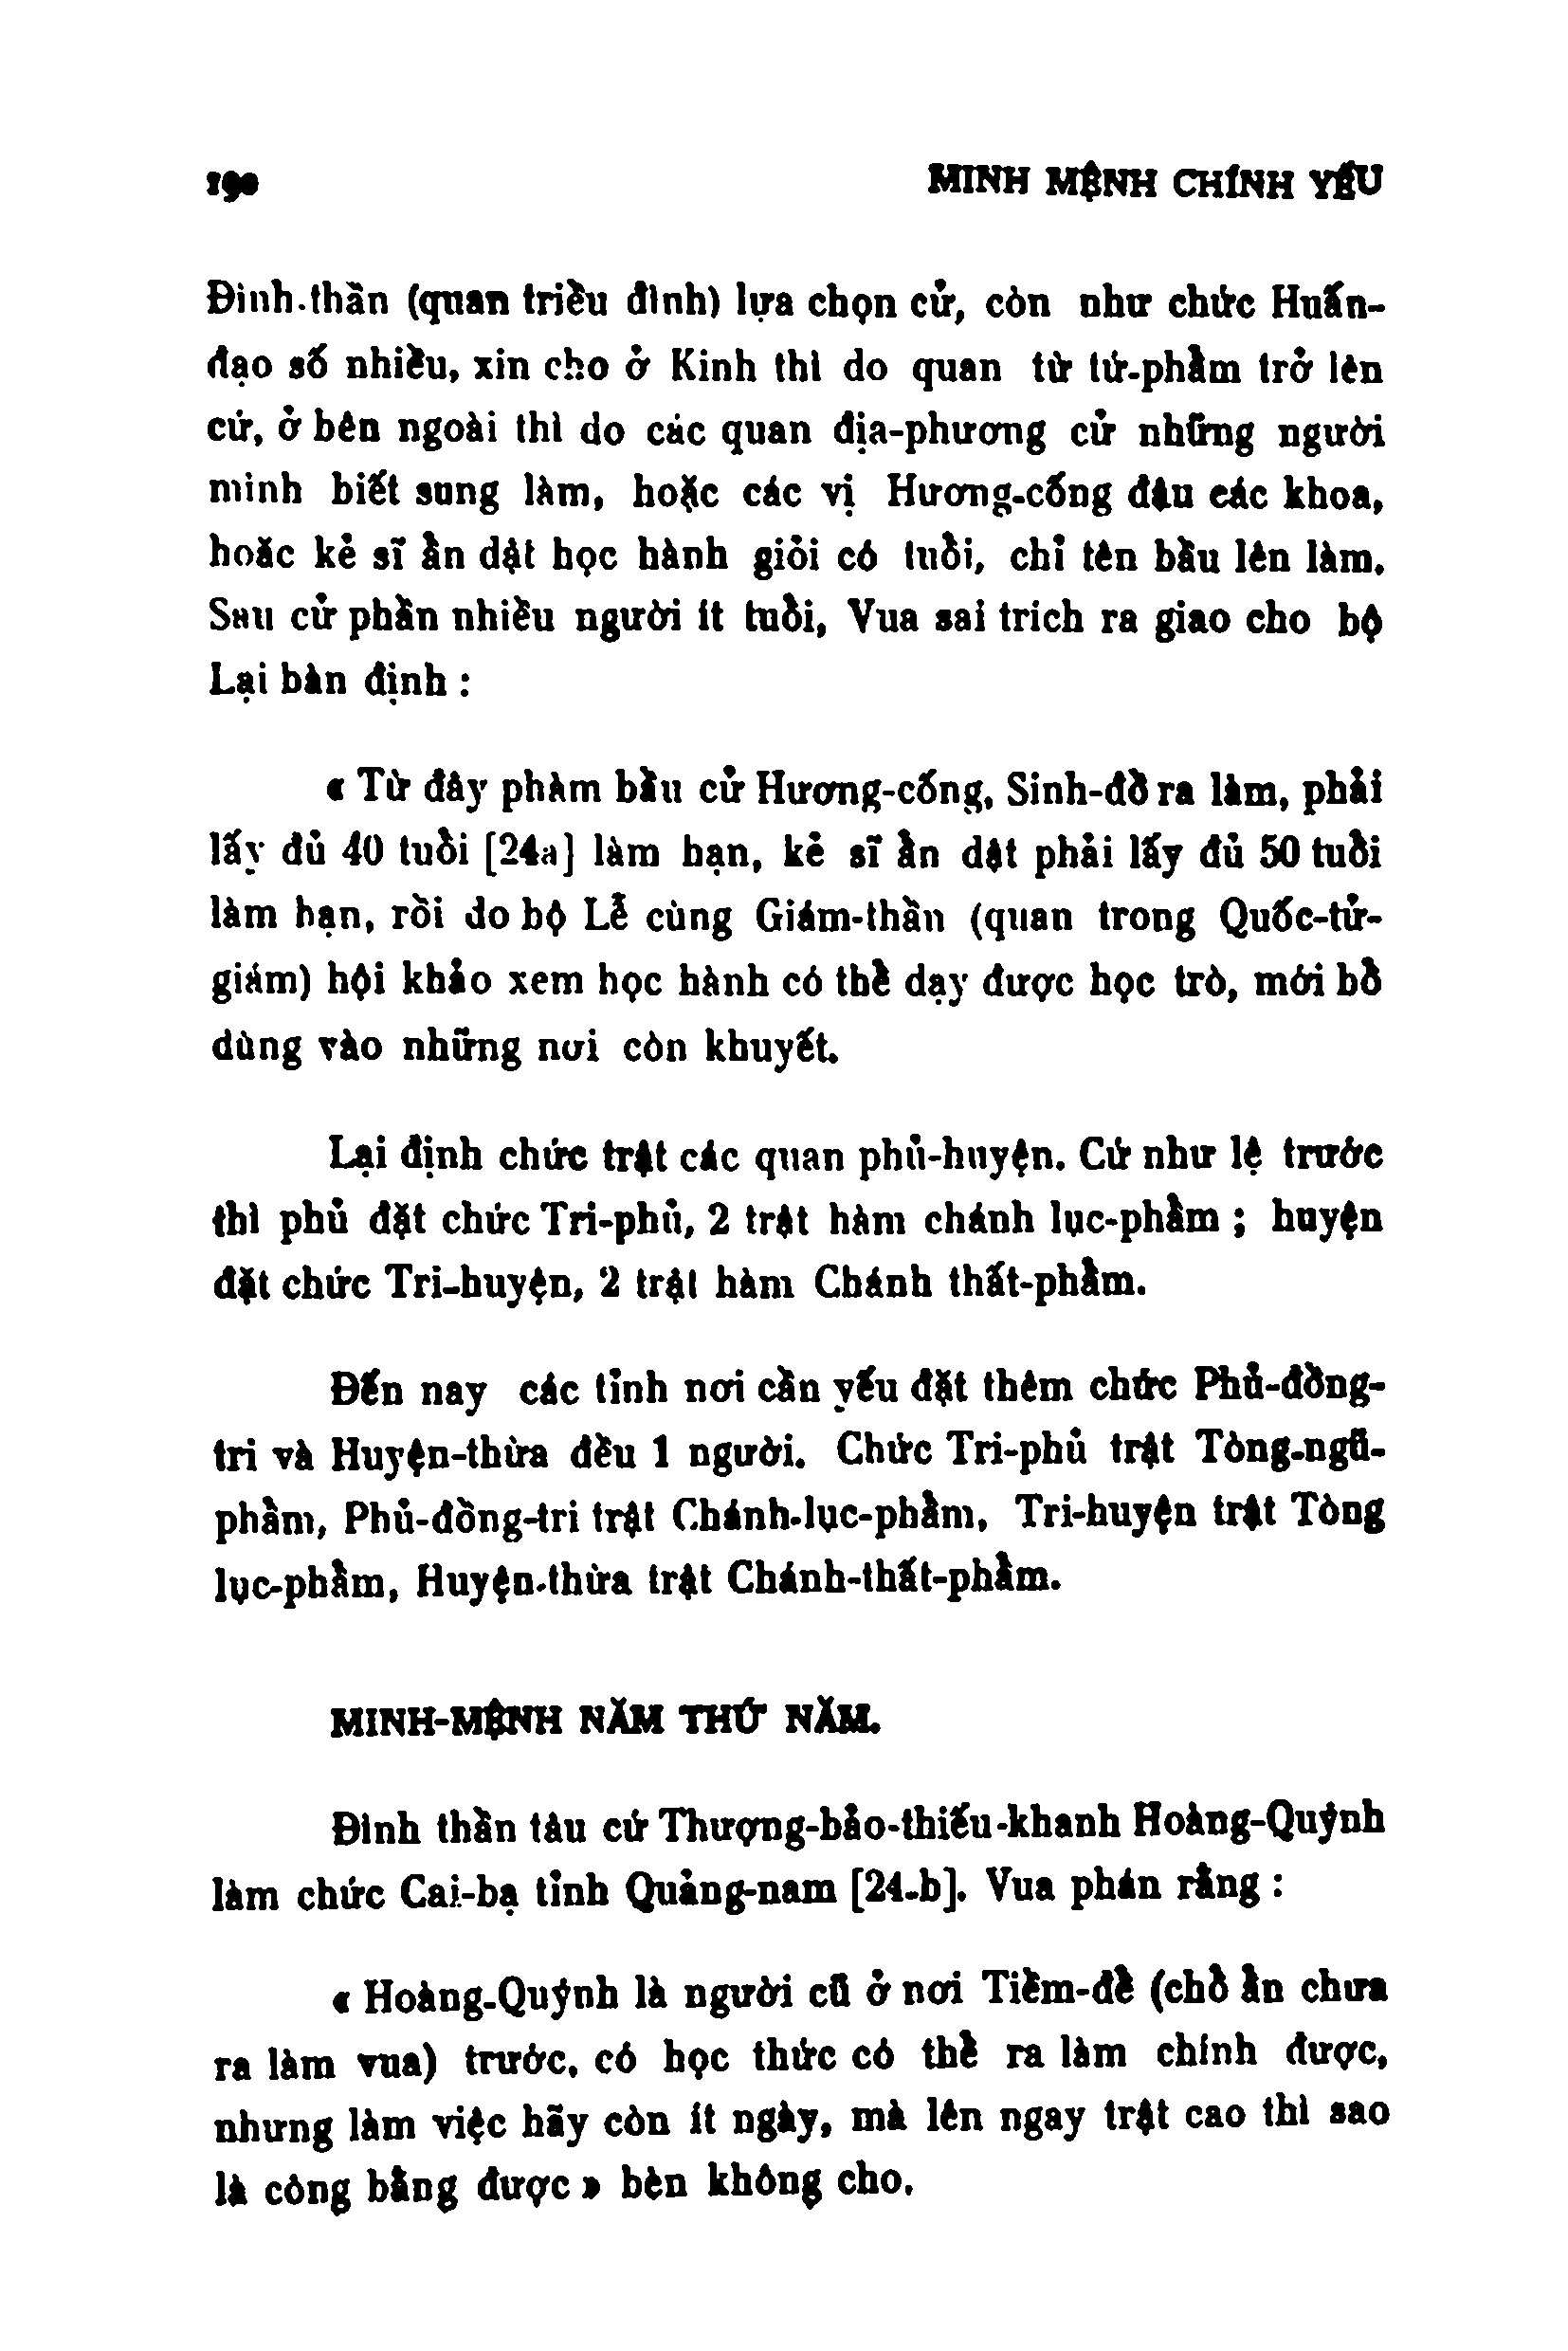 190 MINH MỆNH CHÍNH YẾU
Đình-thần (quan triều đình) lựa chọn cử, còn như chức Huấn-
đạo số nhiều, xin cho ở Kinh thì do quan từ tứ-phẩm trở lên
cử, ở bên ngoài thì do các quan địa-phương cử những người
mình biết sung làm, hoặc các vị Hương-cống đậu các khoa,
hoặc kẻ sĩ ẩn dật học hành giỏi có tuổi, chỉ tên bầu lên làm.
Sau cử phần nhiều người ít tuổi, Vua sai trích ra giao cho bộ
Lại bàn định :
« Từ đây phàm bầu cử Hương-cống, Sinh-đồ ra làm, phải
lấy đủ 40 tuổi [24a] làm hạn, kẻ sĩ ẩn dật phải lấy đủ 50 tuổi
làm hạn, rồi do bộ Lễ cùng Giám-thần (quan trong Quốc-tử-
giám) hội khảo xem học hành có thể dạy được học trò, mới bổ
dùng vào những nơi còn khuyết.
Lại định chức trật các quan phủ-huyện. Cứ như lệ trước
thì phủ đặt chức Tri-phủ, 2 trật hàm chánh lục-phẩm ; huyện
đặt chức Tri-huyện, 2 trật hàm Chánh thất-phẩm.
Đến nay các tỉnh nơi cần yếu đặt thêm chức Phủ-đồng-
tri và Huyện-thừa đều 1 người. Chức Tri-phủ trật Tòng-ngũ-
phẩm, Phủ-đồng-tri trật Chánh-lục-phẩm, Tri-huyện trật Tòng
lục-phẩm, Huyện-thừa trật Chánh-thất-phẩm.
MINH-MỆNH NĂM THỨ NĂM.
Đình thần tâu cử Thượng-bảo-thiếu-khanh Hoàng-Quýnh
làm chức Cai-bạ tỉnh Quảng-nam [24-b]. Vua phán rằng :
« Hoàng-Quýnh là người cũ ở nơi Tiềm-đề (chỗ ẩn chưa
ra làm vua) trước, có học thức có thể ra làm chính được,
nhưng làm việc hãy còn ít ngày, mà lên ngay trật cao thì sao
là công bằng được » bèn không cho.